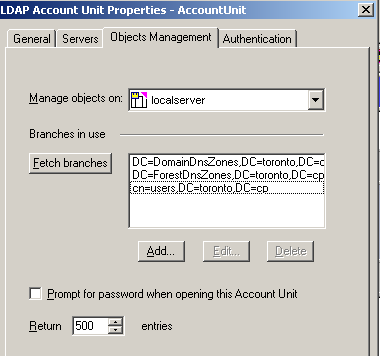 LDAP Account Unit Properties - AccountUnit
General Servers Objects Management Authentication
Manage objects on: localserver
Branches in use
Fetch branches
DC=DomainDnsZones,DC=toronto,DC=c
DC=ForestDnsZones,DC=toronto,DC=cp
cn=users,DC=toronto,DC=cp
Add... Edit... Delete
Prompt for password when opening this Account Unit
Return 500 entries